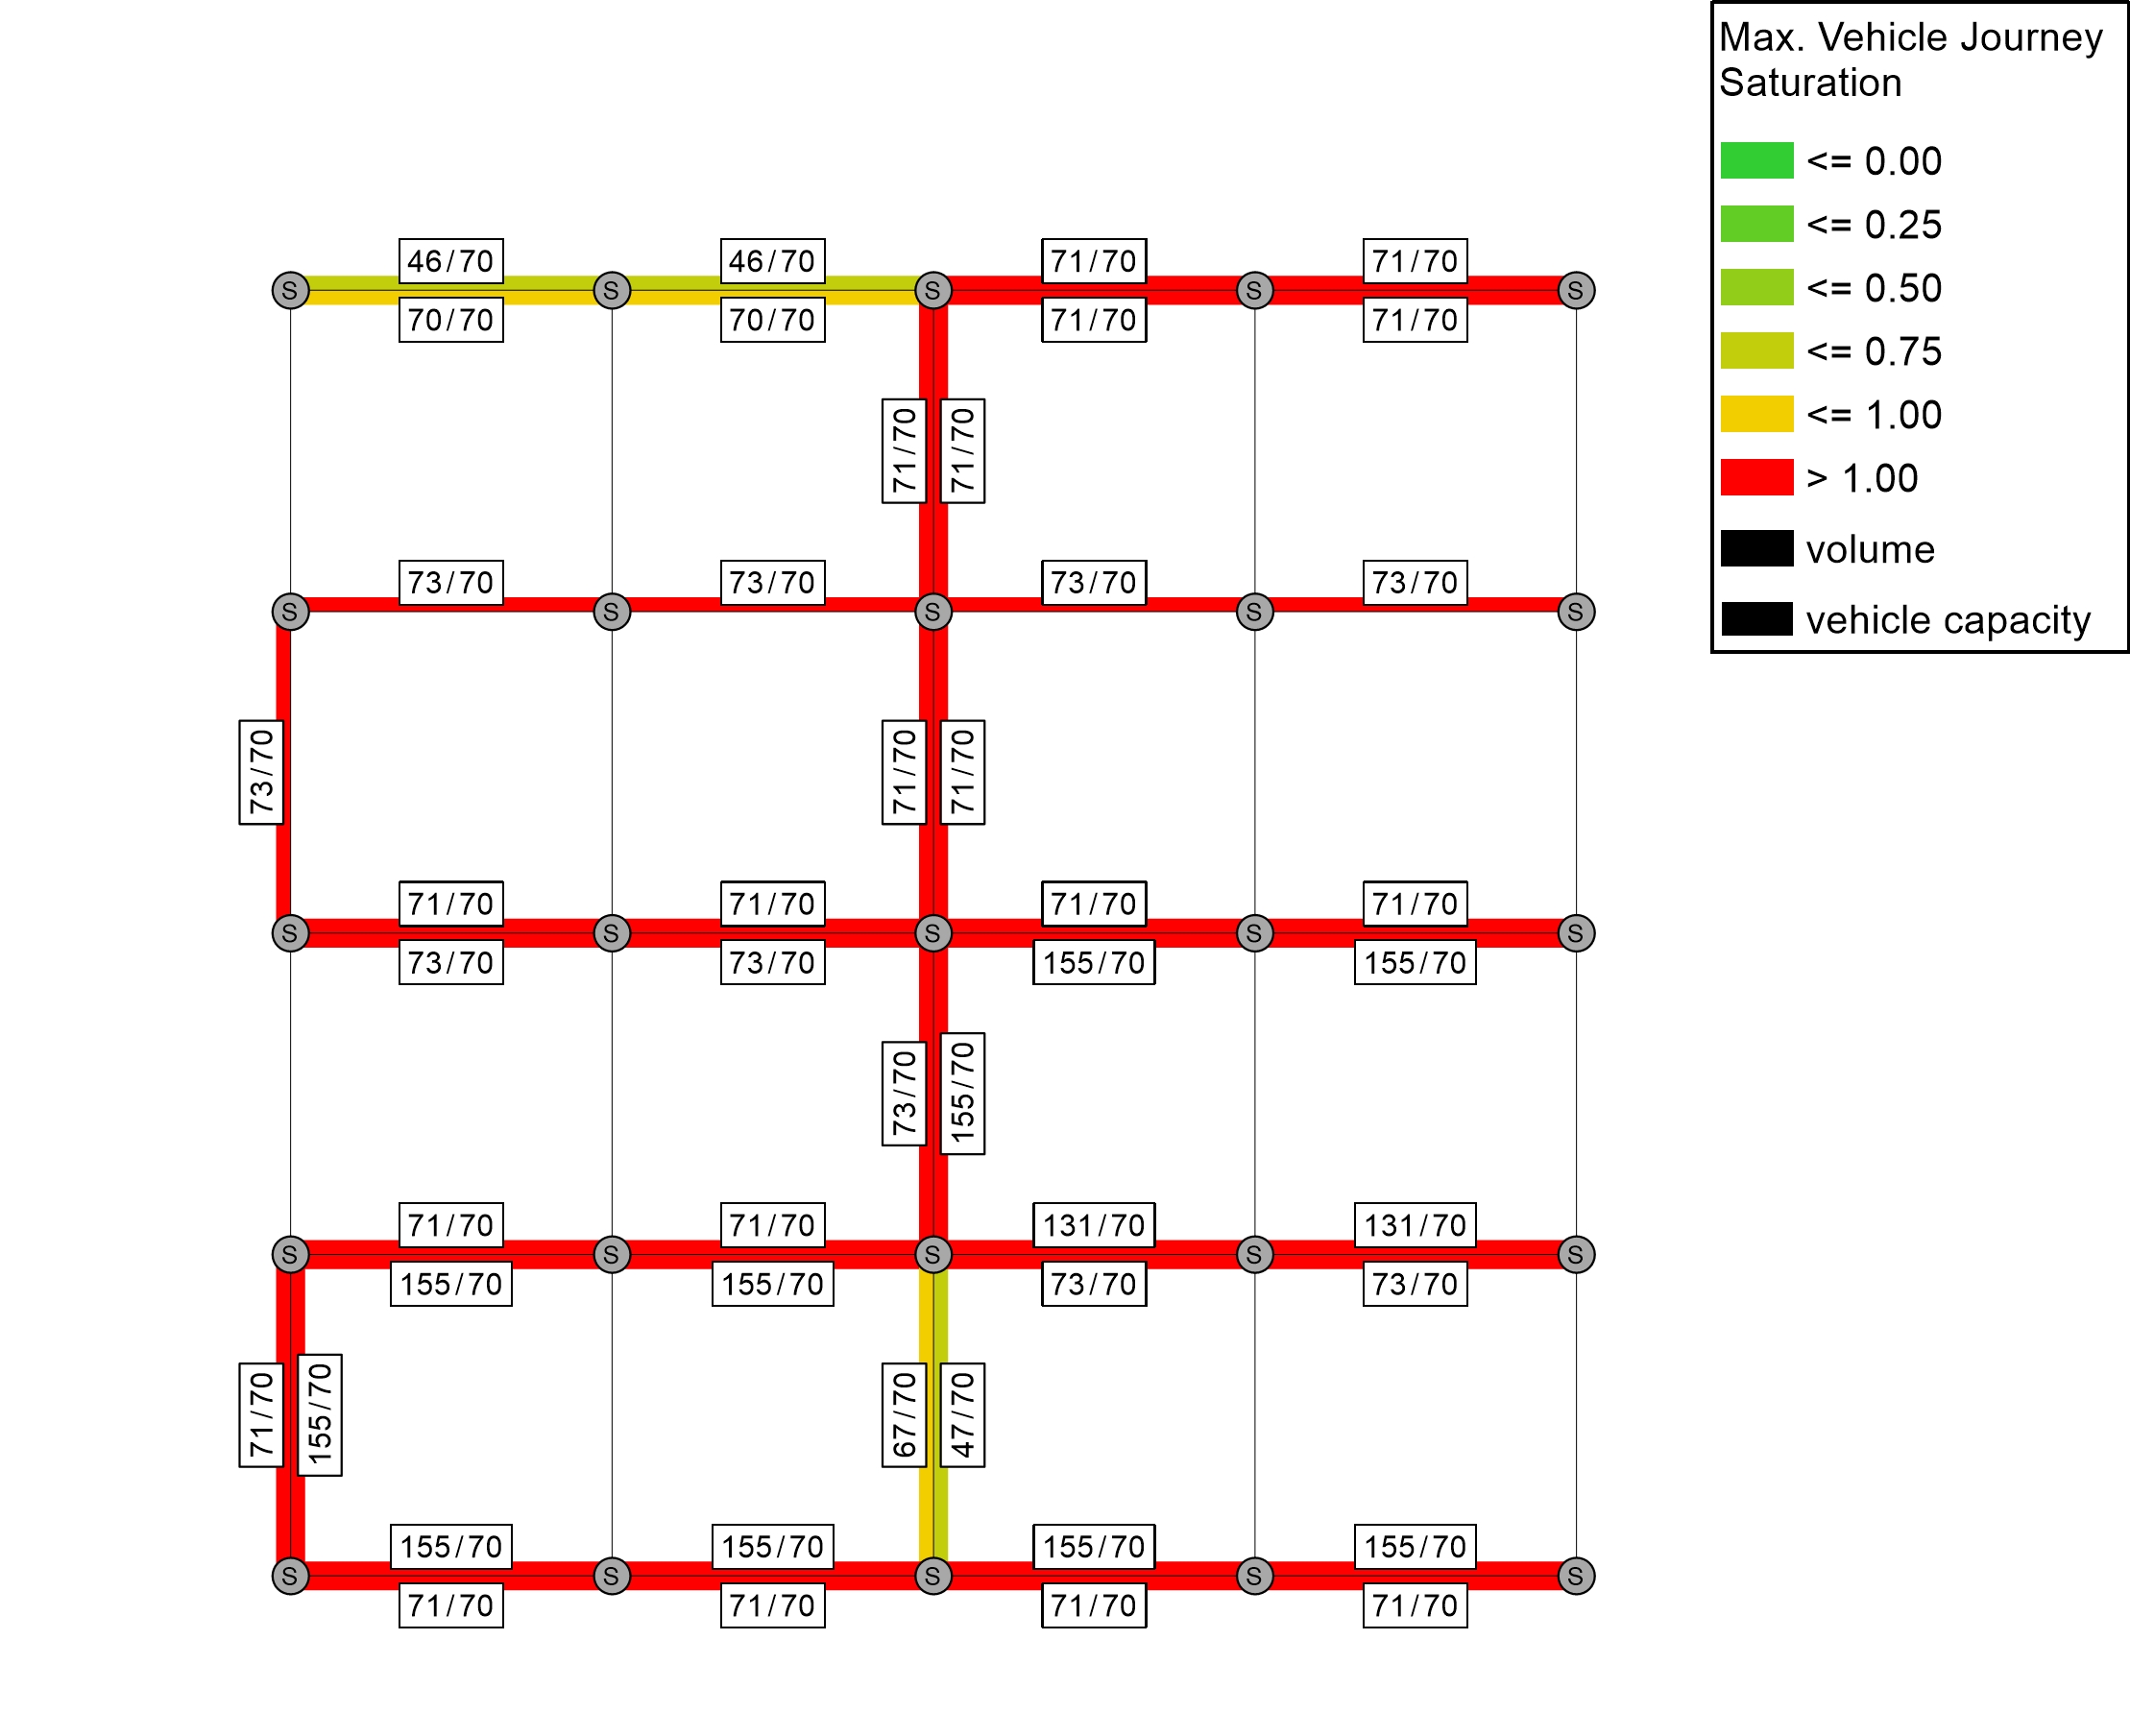 Max. Vehicle Journey
Saturation
<= 0.00
<= 0.25
<= 0.50
<= 0.75
<= 1.00
> 1.00
volume
vehicle capacity
46/70 46/70 71/70 71/70
S S S S S
70/70 70/70 71/70 71/70
71/70 71/70
73/70 73/70 73/70 73/70
S S S S S
73/70 71/70 71/70
71/70 71/70 71/70 71/70
S S S S S
73/70 73/70 155/70 155/70
73/70 155/70
71/70 71/70 131/70 131/70
S S S S S
155/70 155/70 73/70 73/70
71/70 155/70 67/70 47/70
155/70 155/70 155/70 155/70
S S S S S
71/70 71/70 71/70 71/70